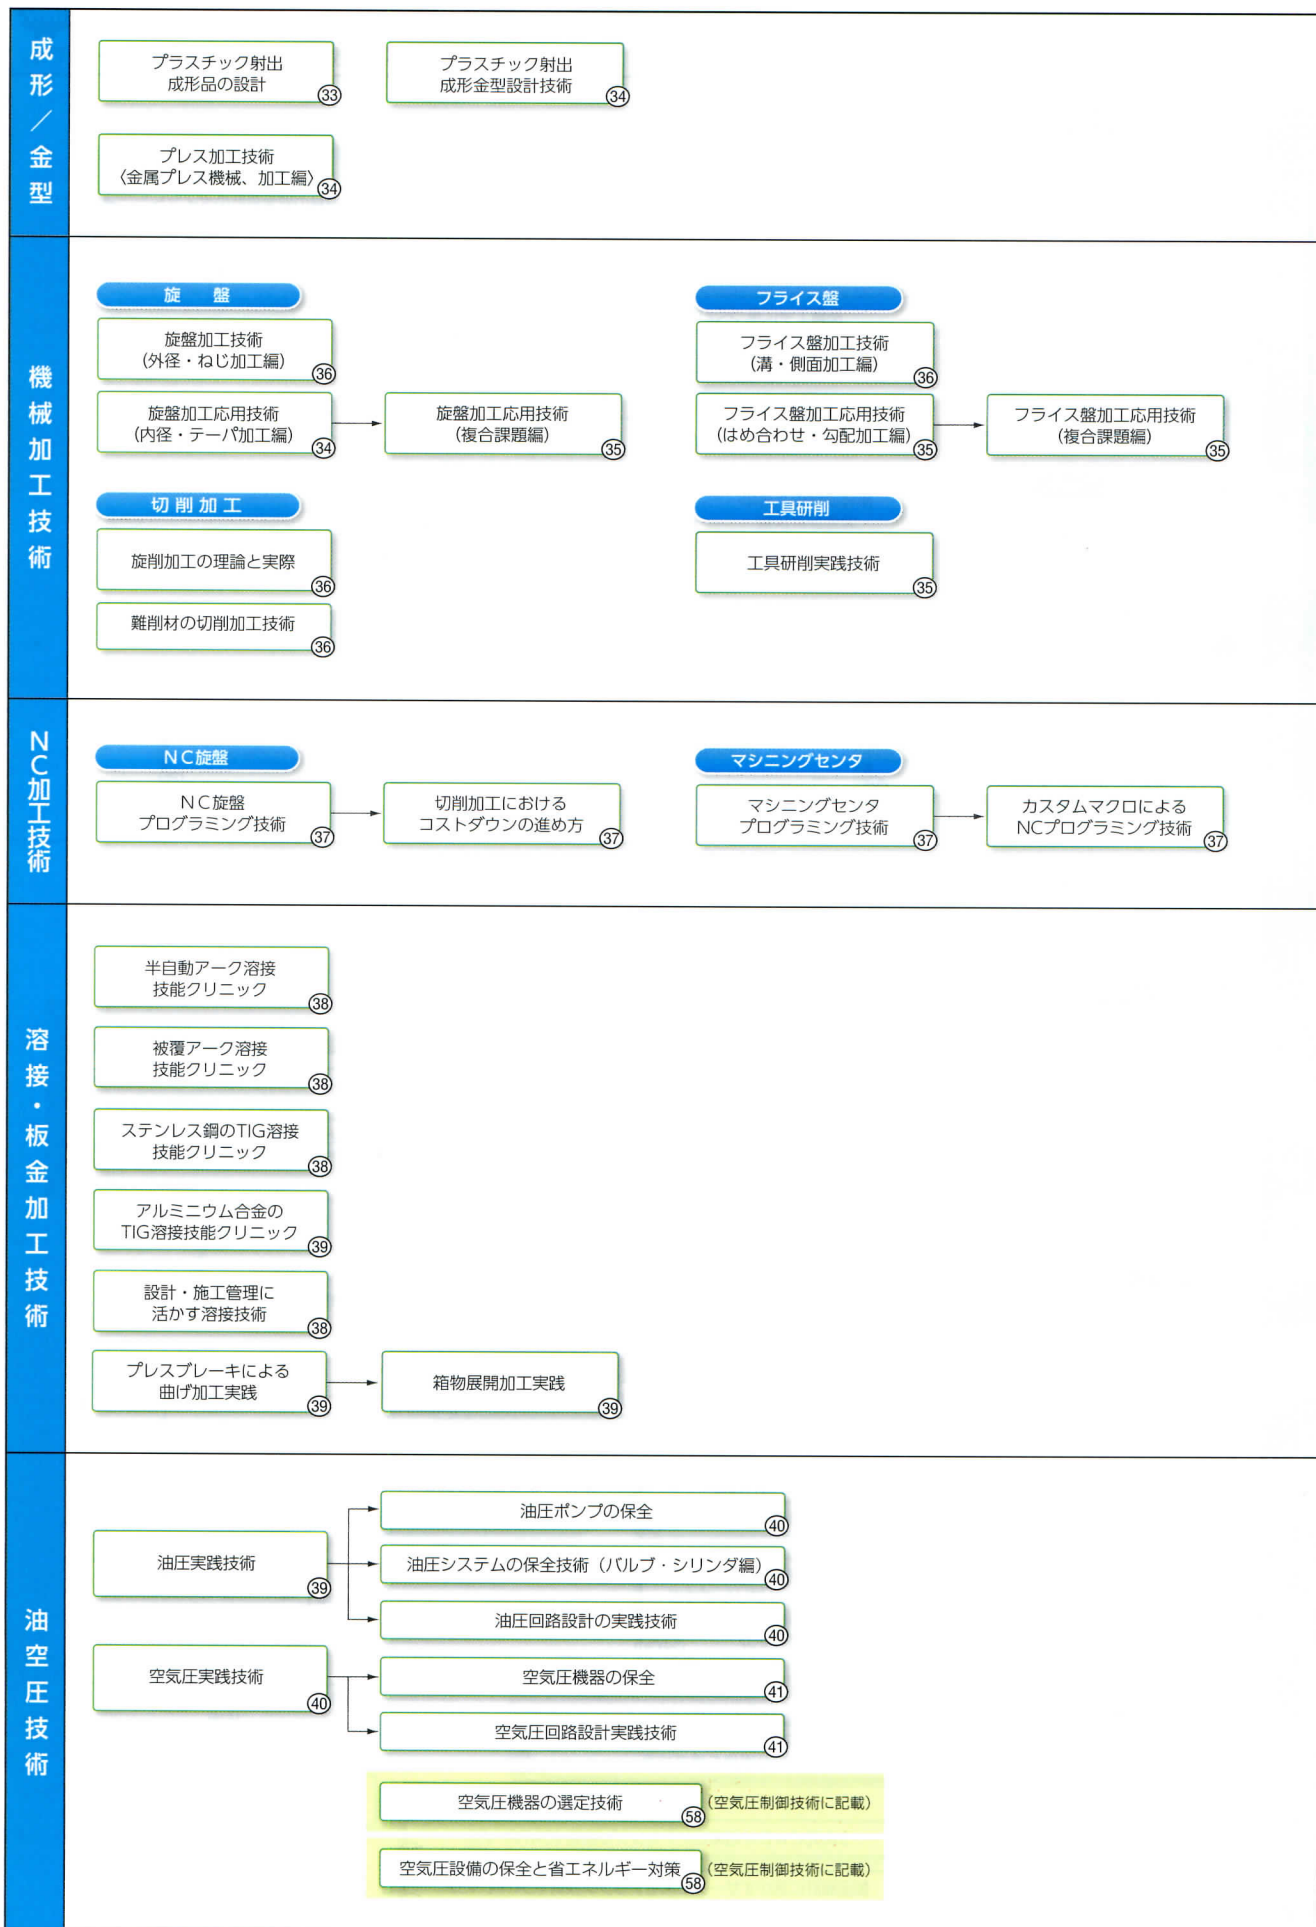 成形／金型
プラスチック射出
成形品の設計
33
プラスチック射出
成形金型設計技術
34
プレス加工技術
〈金属プレス機械、加工編〉
34
機械加工技術
旋　盤
旋盤加工技術
(外径・ねじ加工編)
36
旋盤加工応用技術
(内径・テーパ加工編)
34
旋盤加工応用技術
(複合課題編)
35
フライス盤
フライス盤加工技術
(溝・側面加工編)
36
フライス盤加工応用技術
(はめ合わせ・勾配加工編)
35
フライス盤加工応用技術
(複合課題編)
35
切削加工
旋削加工の理論と実際
36
難削材の切削加工技術
36
工具研削
工具研削実践技術
35
NC加工技術
NC旋盤
NC旋盤
プログラミング技術
37
切削加工における
コストダウンの進め方
37
マシニングセンタ
マシニングセンタ
プログラミング技術
37
カスタムマクロによる
NCプログラミング技術
37
溶接・板金加工技術
半自動アーク溶接
技能クリニック
38
被覆アーク溶接
技能クリニック
38
ステンレス鋼のTIG溶接
技能クリニック
38
アルミニウム合金の
TIG溶接技能クリニック
39
設計・施工管理に
活かす溶接技術
38
プレスブレーキによる
曲げ加工実践
39
箱物展開加工実践
39
油空圧技術
油圧実践技術
39
油圧ポンプの保全
40
油圧システムの保全技術（バルブ・シリンダ編）
40
油圧回路設計の実践技術
40
空気圧実践技術
40
空気圧機器の保全
41
空気圧回路設計実践技術
41
空気圧機器の選定技術
58
(空気圧制御技術に記載)
空気圧設備の保全と省エネルギー対策
58
(空気圧制御技術に記載)